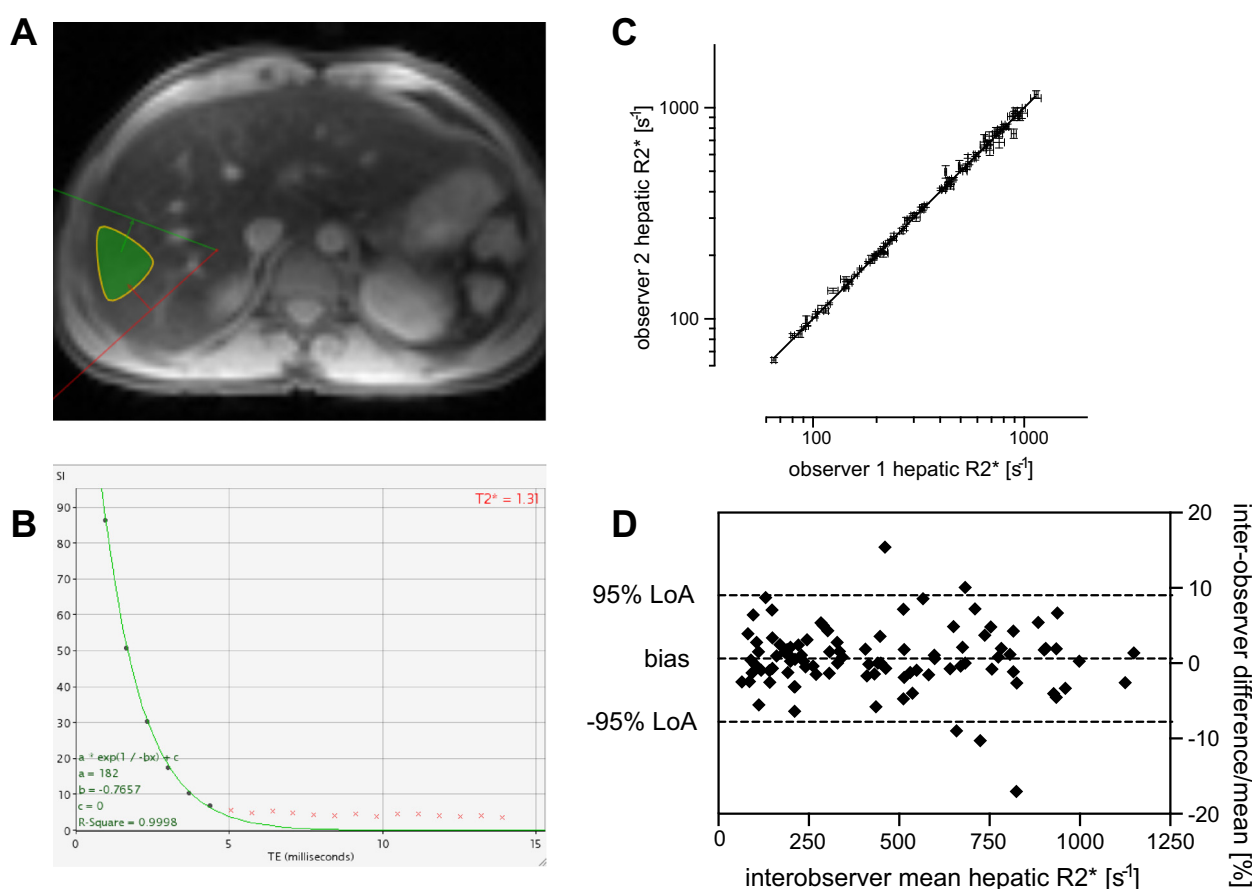 A
B
SI
T2* = 1.31
90
80
70
60
50
40
30
20
10
0
a * exp(1 / -bx) + c
a = 182
b = -0.7657
c = 0
R-Square = 0.9998
0
5
10
15
TE (milliseconds)
C
observer 2 hepatic R2* [s-1]
1000
100
100
1000
observer 1 hepatic R2* [s-1]
D
95% LoA
bias
-95% LoA
20
10
0
-10
-20
inter-observer difference/mean [%]
0
250
500
750
1000
1250
interobserver mean hepatic R2* [s-1]